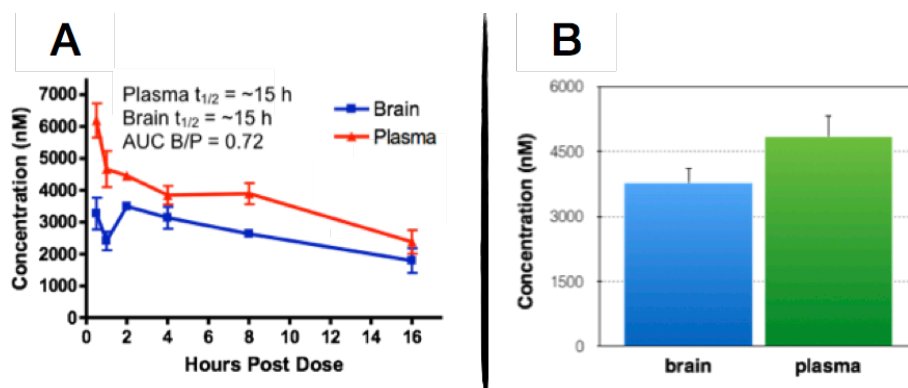 A
Concentration (nM)
7000
6000
5000
4000
3000
2000
1000
0
Plasma t1/2 = ~15 h
Brain t1/2 = ~15 h
AUC B/P = 0.72
Brain
Plasma
0 2 4 6 8 10 12 14 16
Hours Post Dose
B
Concentration (nM)
6000
4500
3000
1500
0
brain plasma